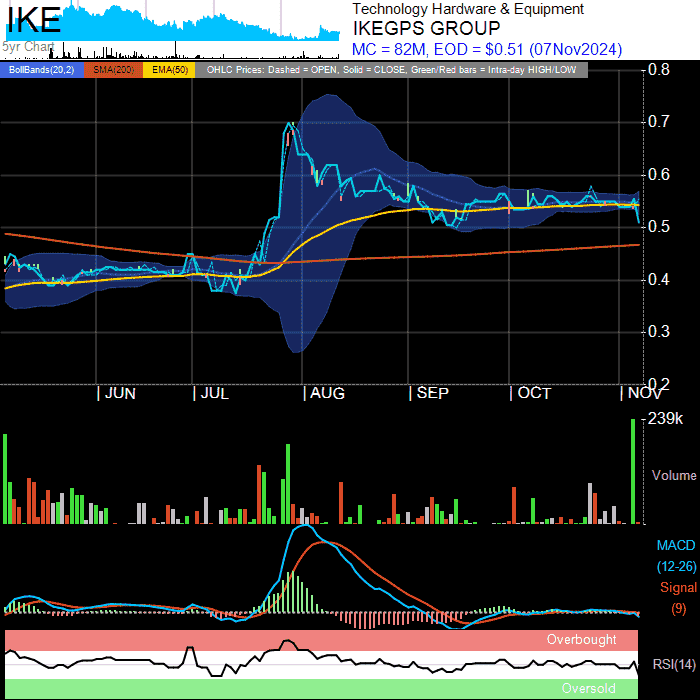 IKE
Technology Hardware & Equipment
IKEGPS GROUP
5yr Chart
MC = 82M, EOD = $0.51 (07Nov2024)
BollBands(20,2) SMA(200) EMA(50) OHLC Prices: Dashed = OPEN, Solid = CLOSE, Green/Red bars = Intra-day HIGH/LOW
0.8
0.7
0.6
0.5
0.4
0.3
0.2
JUN JUL AUG SEP OCT NOV
239k
Volume
MACD
(12-26)
Signal
(9)
Overbought
RSI(14)
Oversold